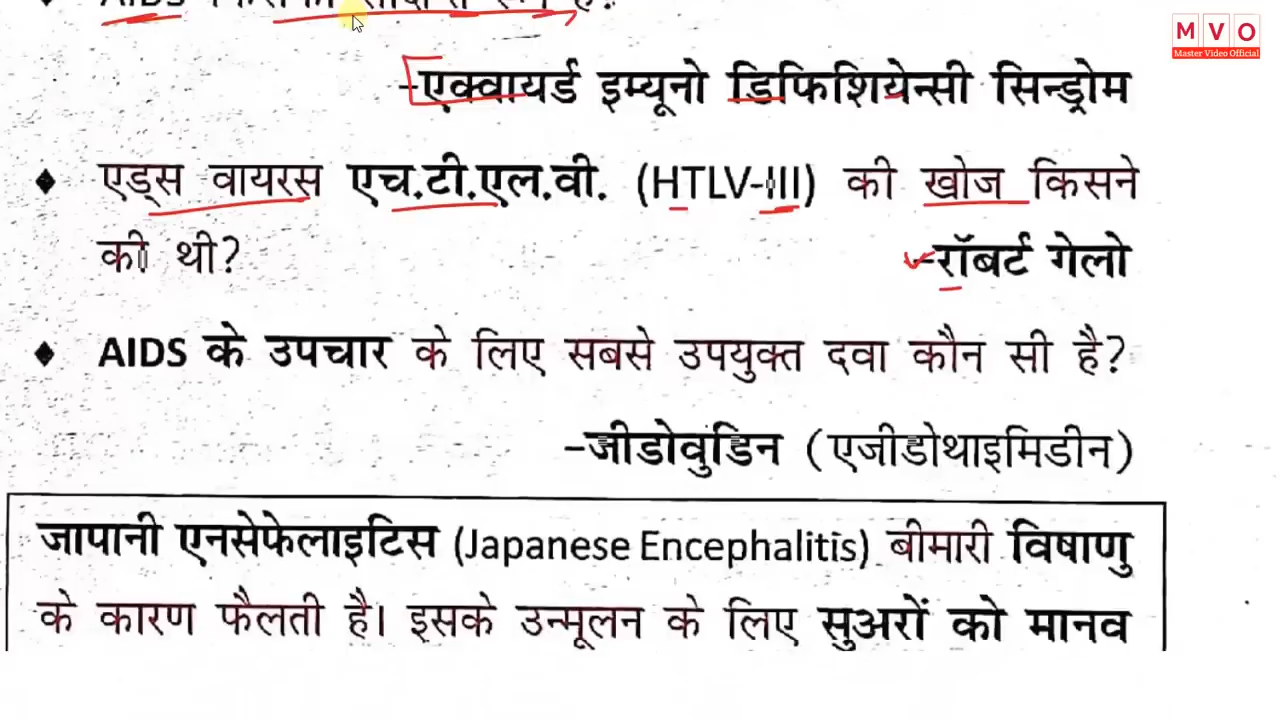 AIDS
है?
MVO
Master Video Official
-एक्वायर्ड इम्यूनो डिफिशियेन्सी सिन्ड्रोम
♦ एड्स वायरस एच.टी.एल.वी. (HTLV-III) की खोज किसने
की थी? -रॉबर्ट गेलो
♦ AIDS के उपचार के लिए सबसे उपयुक्त दवा कौन सी है?
-जीडोवुडिन (एजीडोथाइमिडीन)
जापानी एनसेफेलाइटिस (Japanese Encephalitis) बीमारी विषाणु
के कारण फैलती है। इसके उन्मूलन के लिए सुअरों को मानव